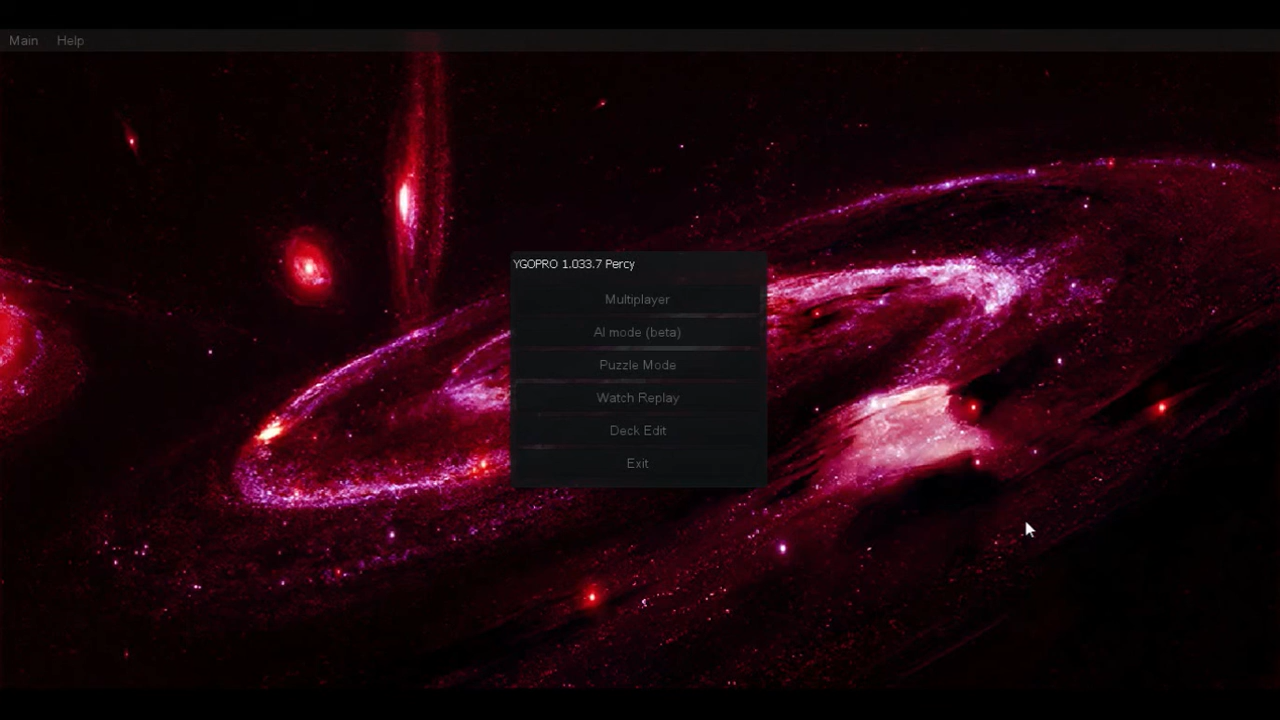 Main Help
YGOPRO 1.033.7 Percy
Multiplayer
AI mode (beta)
Puzzle Mode
Watch Replay
Deck Edit
Exit